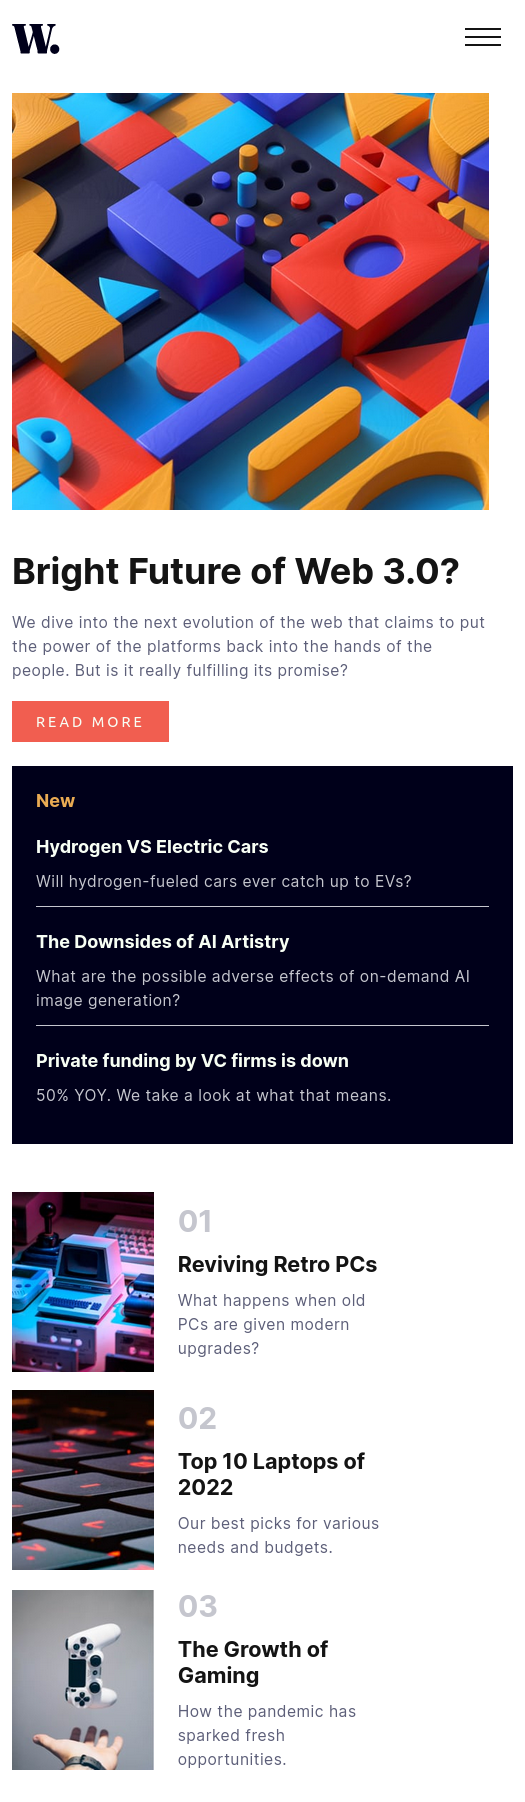 W.
Bright Future of Web 3.0?
We dive into the next evolution of the web that claims to put
the power of the platforms back into the hands of the
people. But is it really fulfilling its promise?
READ MORE
New
Hydrogen VS Electric Cars
Will hydrogen-fueled cars ever catch up to EVs?
The Downsides of AI Artistry
What are the possible adverse effects of on-demand AI
image generation?
Private funding by VC firms is down
50% YOY. We take a look at what that means.
01
Reviving Retro PCs
What happens when old
PCs are given modern
upgrades?
02
Top 10 Laptops of
2022
Our best picks for various
needs and budgets.
03
The Growth of
Gaming
How the pandemic has
sparked fresh
opportunities.